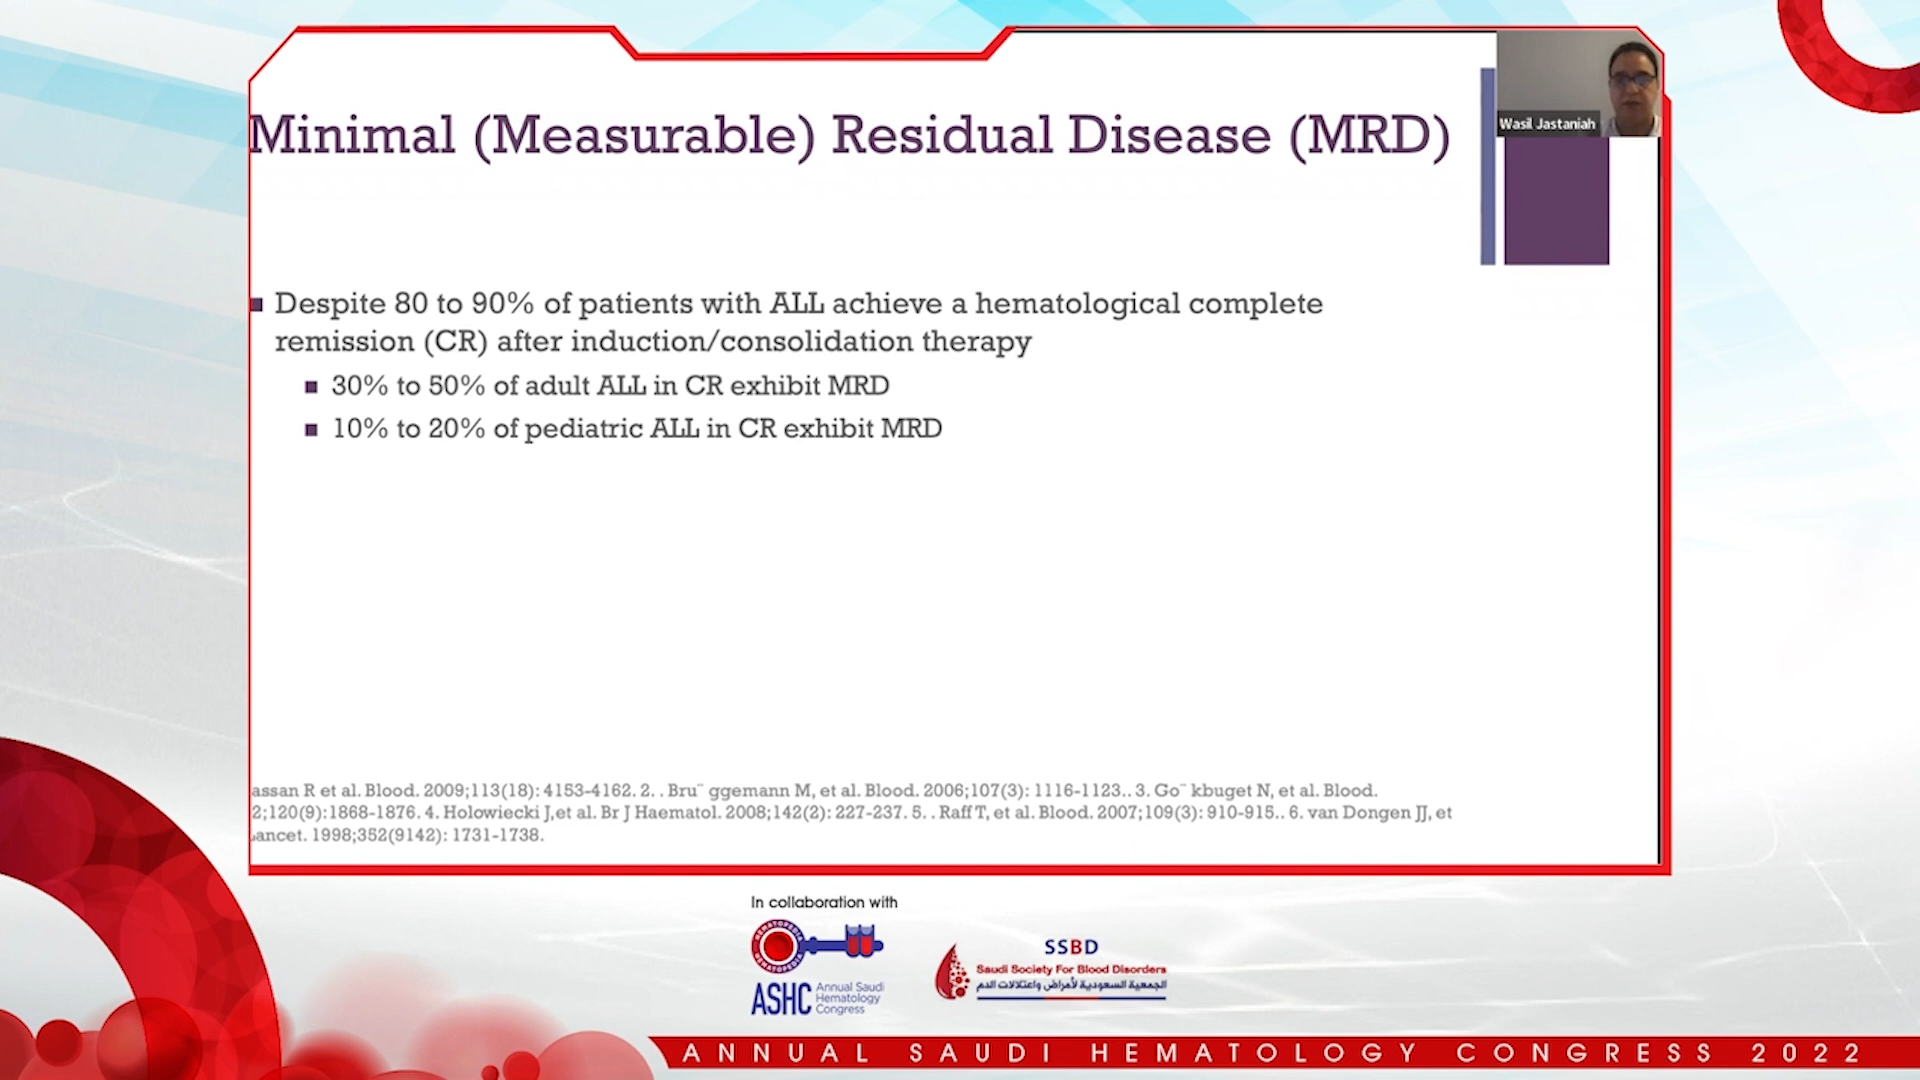 Minimal (Measurable) Residual Disease (MRD)
Wasil Jastaniah
Despite 80 to 90% of patients with ALL achieve a hematological complete
remission (CR) after induction/consolidation therapy
30% to 50% of adult ALL in CR exhibit MRD
10% to 20% of pediatric ALL in CR exhibit MRD
assan R et al. Blood. 2009;113(18): 4153-4162. 2. . Bru¨ ggemann M, et al. Blood. 2006;107(3): 1116-1123.. 3. Go¨ kbuget N, et al. Blood.
2;120(9):1868-1876. 4. Holowiecki J,et al. Br J Haematol. 2008;142(2): 227-237. 5. . Raff T, et al. Blood. 2007;109(3): 910-915.. 6. van Dongen JJ, et
Lancet. 1998;352(9142): 1731-1738.
In collaboration with
HEMATOPEDIA
HEMATOPEDIA
ASHC Annual Saudi
Hematology
Congress
SSBD
Saudi Society For Blood Disorders
الجمعية السعودية لأمراض واعتلالات الدم
ANNUAL SAUDI HEMATOLOGY CONGRESS 2022